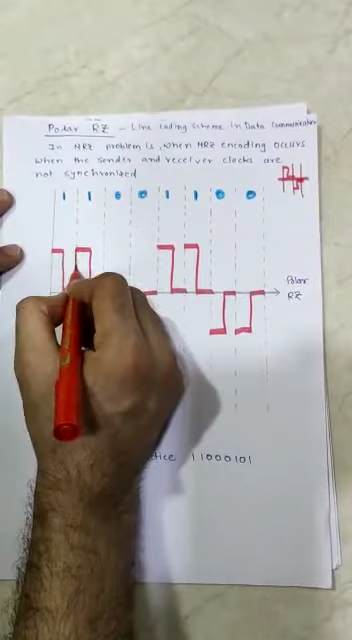 Polar RZ - Line Coding Scheme in Data Communication
In NRZ problem is, when NRZ encoding occurs
when the sender and receiver clocks are
not synchronized
1 1 0 0 1 1 0 0
Polar
RZ
11000101